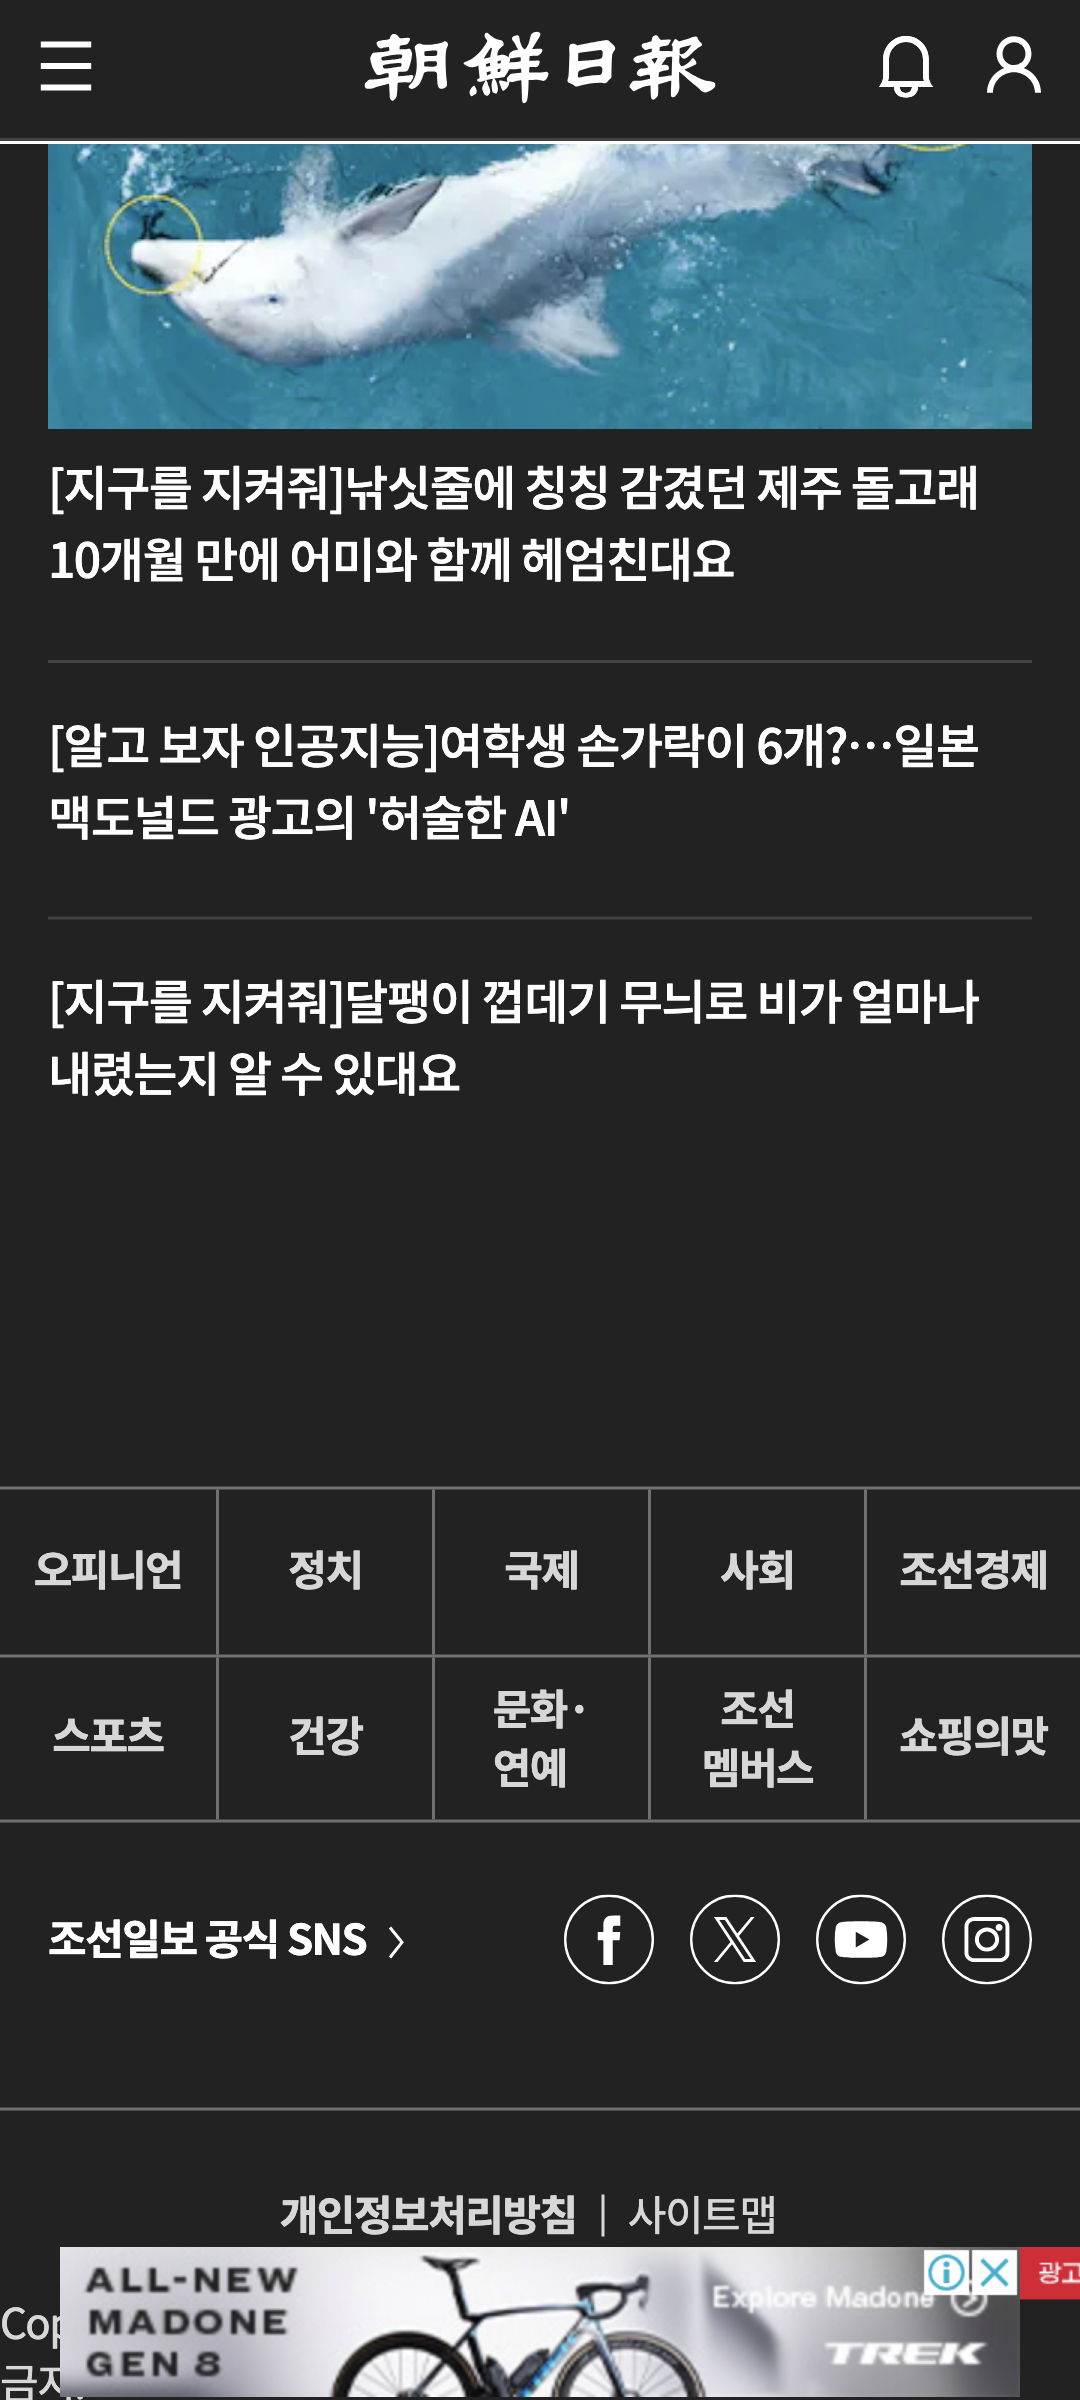 朝鮮日報
[지구를 지켜줘]낚싯줄에 칭칭 감겼던 제주 돌고래
10개월 만에 어미와 함께 헤엄친대요
[알고 보자 인공지능]여학생 손가락이 6개?…일본
맥도널드 광고의 '허술한 AI'
[지구를 지켜줘]달팽이 껍데기 무늬로 비가 얼마나
내렸는지 알 수 있대요
오피니언 정치 국제 사회 조선경제
스포츠 건강 문화·
연예 조선
멤버스 쇼핑의맛
조선일보 공식 SNS
개인정보처리방침 | 사이트맵
ALL-NEW
MADONE
GEN 8
Explore Madone
TREK
광고